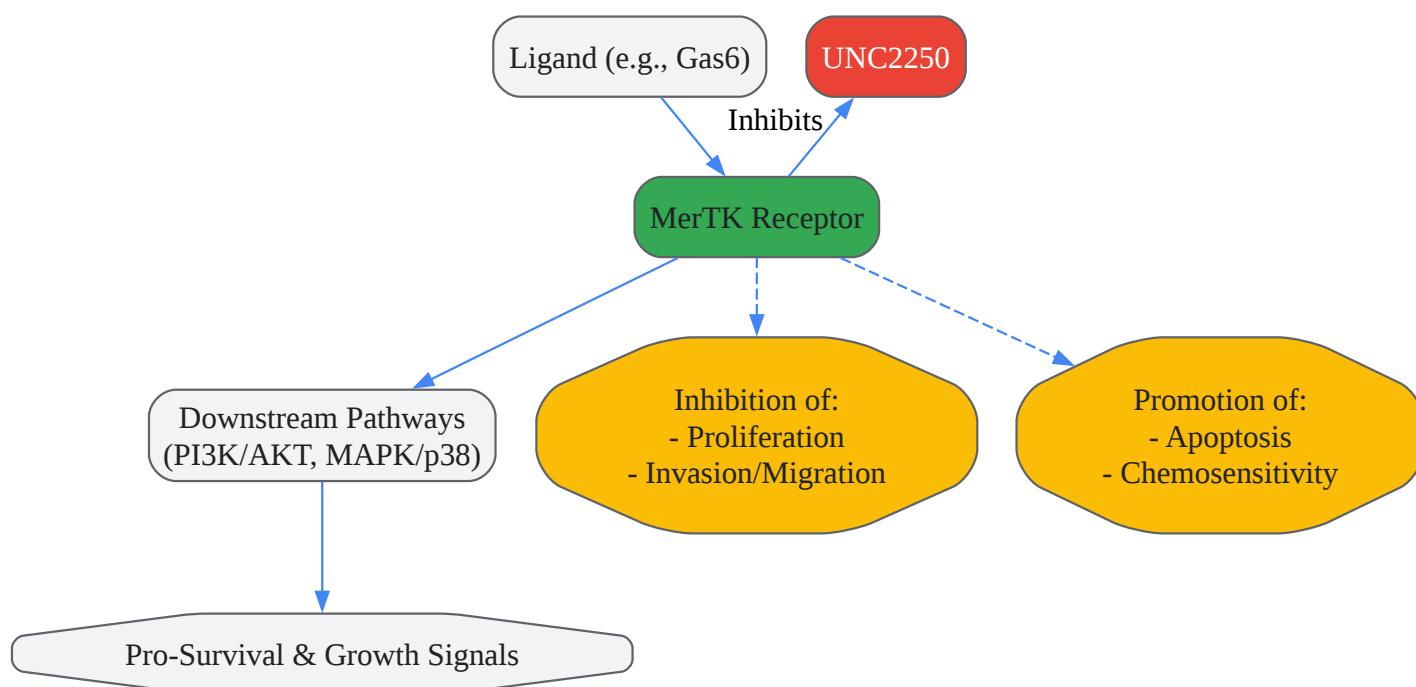 Ligand (e.g., Gas6)
UNC2250
Inhibits
MerTK Receptor
Downstream Pathways
(PI3K/AKT, MAPK/p38)
Inhibition of:
- Proliferation
- Invasion/Migration
Promotion of:
- Apoptosis
- Chemosensitivity
Pro-Survival & Growth Signals